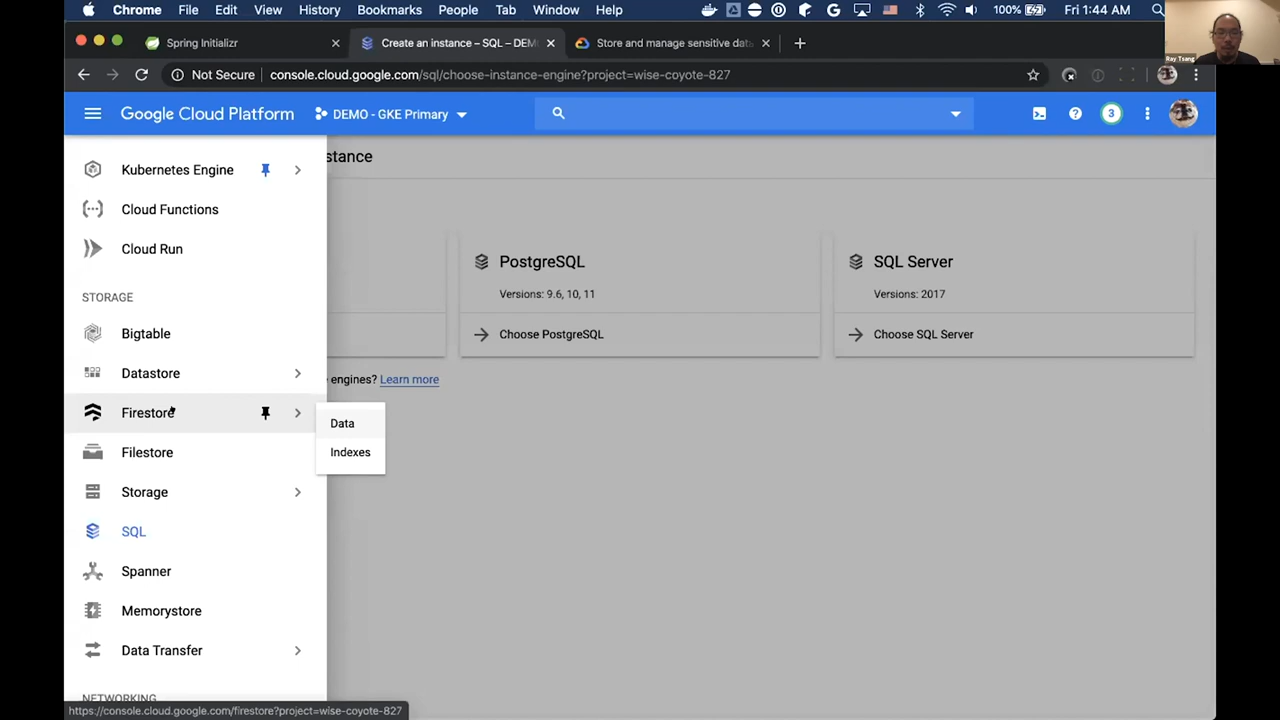 Chrome File Edit View History Bookmarks People Tab Window Help 100% Fri 1:44 AM
Spring Initializr
Create an instance – SQL – DEM
Store and manage sensitive data
Ray Tsang
Not Secure console.cloud.google.com/sql/choose-instance-engine?project=wise-coyote-827
Google Cloud Platform DEMO - GKE Primary 3
stance
Kubernetes Engine
Cloud Functions
Cloud Run
STORAGE
Bigtable
Datastore
Firestore
Filestore
Storage
SQL
Spanner
Memorystore
Data Transfer
NETWORKING
Data
Indexes
PostgreSQL
Versions: 9.6, 10, 11
Choose PostgreSQL
SQL Server
Versions: 2017
Choose SQL Server
engines? Learn more
https://console.cloud.google.com/firestore?project=wise-coyote-827